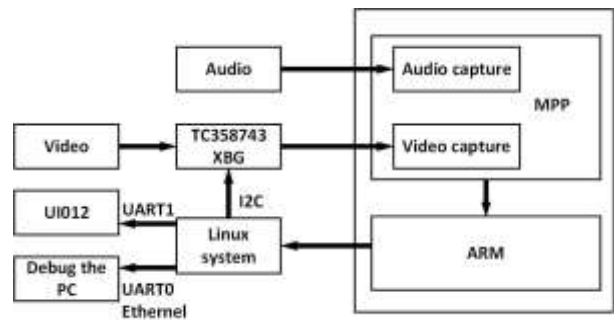 Audio
Audio capture
MPP
Video
TC358743
XBG
Video capture
I2C
UI012
UART1
Linux
system
ARM
Debug the
PC
UART0
Ethernel